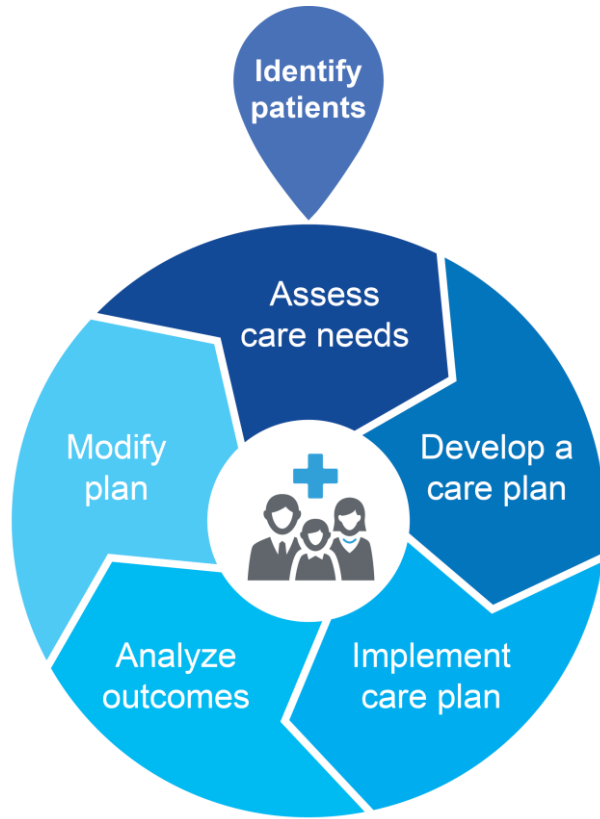 Identify
patients
Assess
care needs
Develop a
care plan
Implement
care plan
Analyze
outcomes
Modify
plan